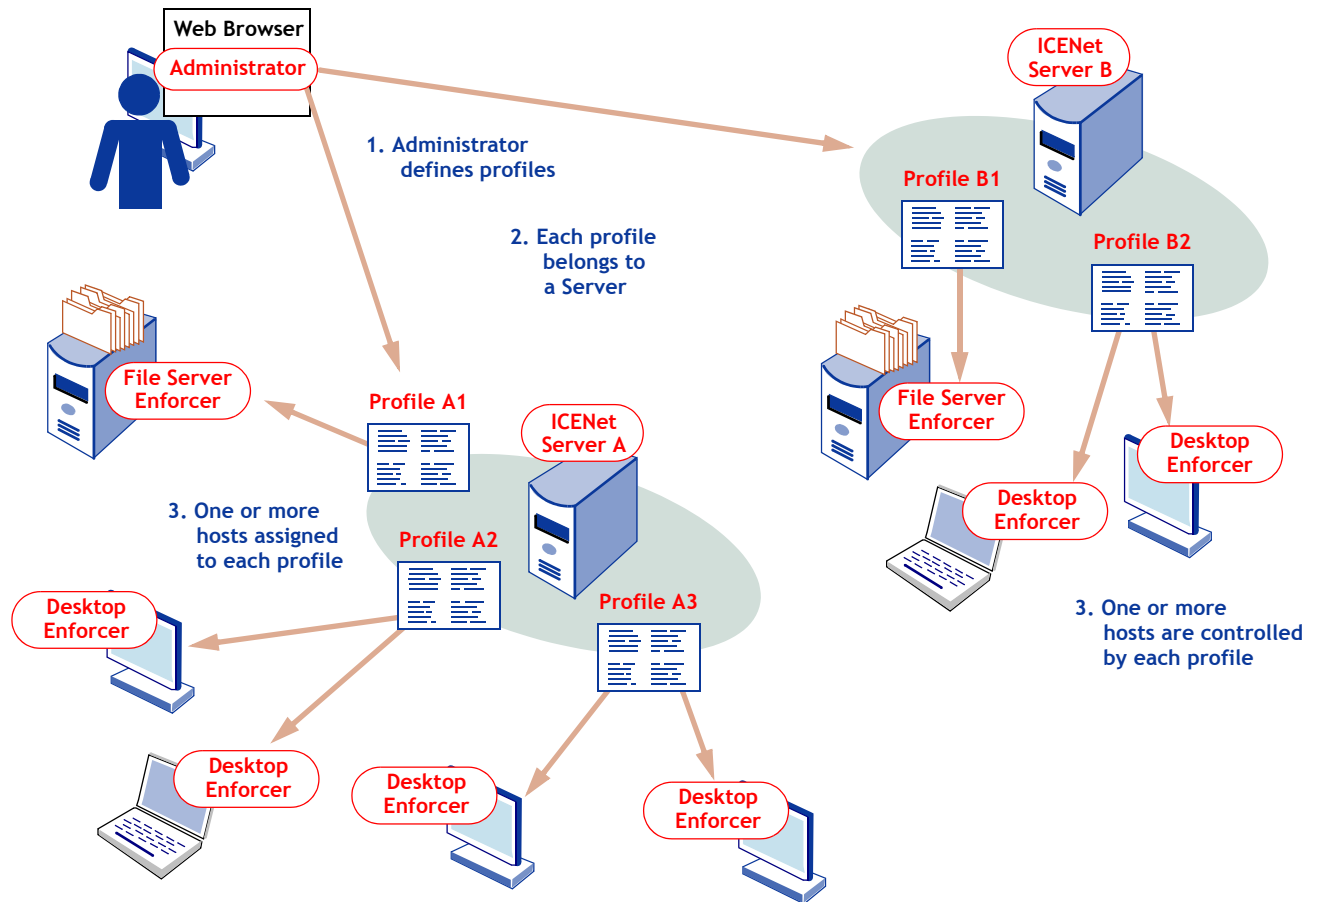 Web Browser
Administrator
ICENet
Server B
1. Administrator
defines profiles
Profile B1
2. Each profile
belongs to
a Server
Profile B2
File Server
Enforcer
Profile A1
ICENet
Server A
File Server
Enforcer
Desktop
Enforcer
Desktop
Enforcer
3. One or more
hosts assigned
to each profile
Profile A2
Profile A3
Desktop
Enforcer
3. One or more
hosts are controlled
by each profile
Desktop
Enforcer
Desktop
Enforcer
Desktop
Enforcer